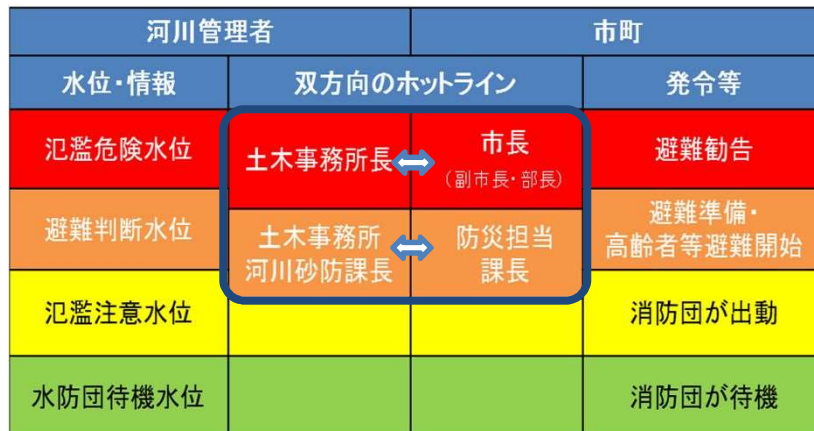 河川管理者
市町
水位・情報
双方向のホットライン
発令等
氾濫危険水位
土木事務所長
市長
（副市長・部長）
避難勧告
避難判断水位
土木事務所
河川砂防課長
防災担当
課長
避難準備・
高齢者等避難開始
氾濫注意水位
消防団が出動
水防団待機水位
消防団が待機